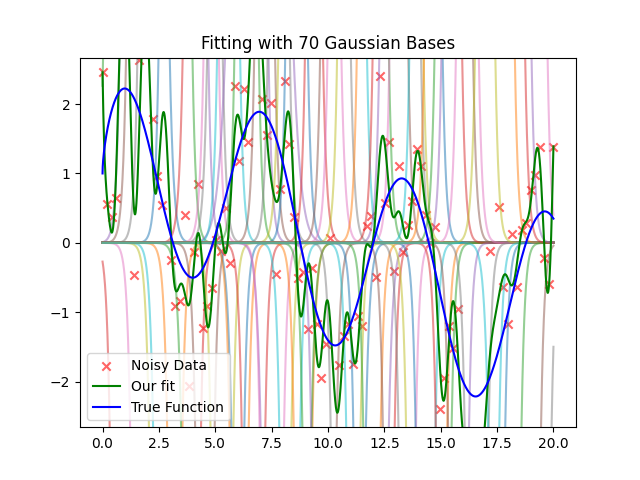 Fitting with 70 Gaussian Bases
2
1
0
−1
−2
Noisy Data
Our fit
True Function
0.0 2.5 5.0 7.5 10.0 12.5 15.0 17.5 20.0